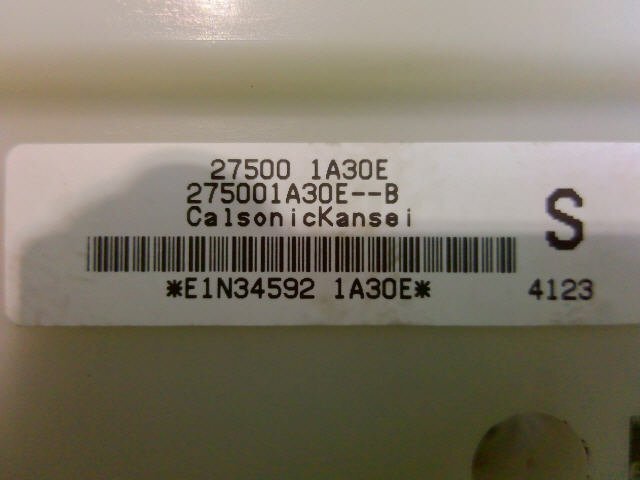 27500 1A30E
275001A30E--B
CalsonicKansei
S
*E1N34592 1A30E*
4123